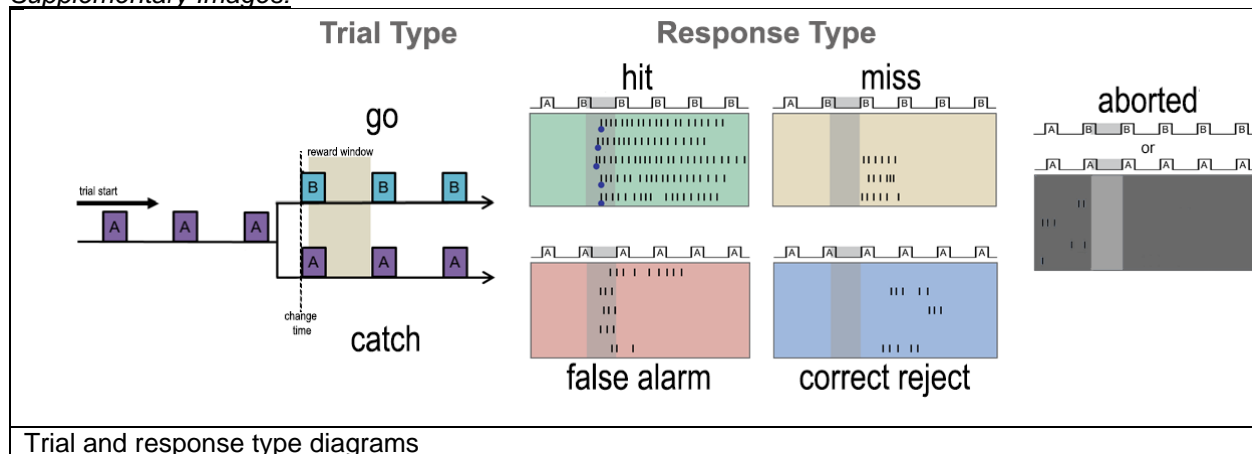 Supplementary Images:
Trial Type
Response Type
go
reward window
trial start
A A A
B B B
A A A
change
time
catch
hit
A B B B B B
miss
A B B B B B
false alarm
A A A A A A
correct reject
A A A A A A
aborted
A B B B B B
or
A A A A A A
Trial and response type diagrams